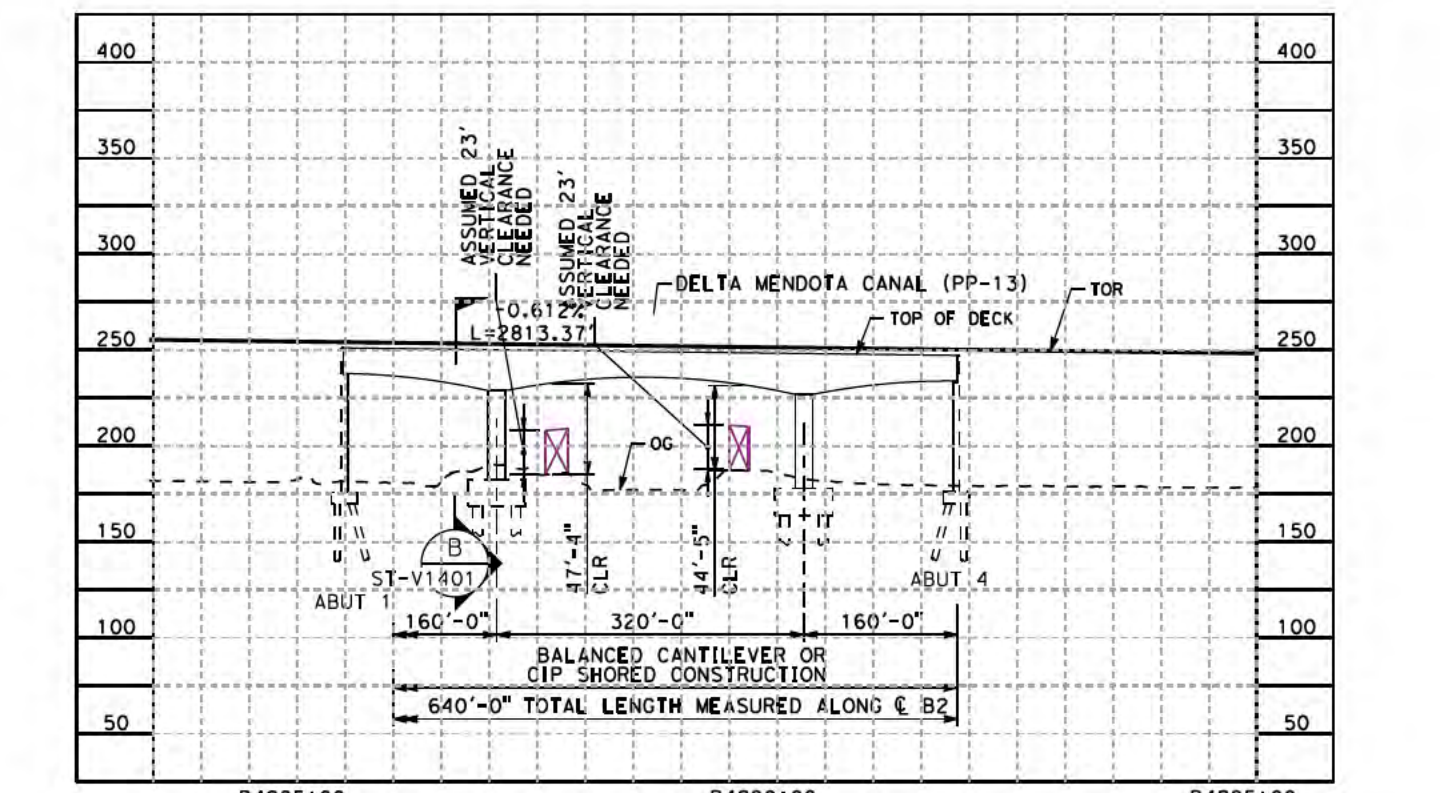 400
400
350
350
300
300
250
250
200
200
150
150
100
100
50
50
ASSUMED 23'
VERTICAL
CLEARANCE
NEEDED
ASSUMED 23'
VERTICAL
CLEARANCE
NEEDED
DELTA MENDOTA CANAL (PP-13)
TOR
TOP OF DECK
-0.612%
L=2813.37'
OG
47'-4"
CLR
44'-5"
CLR
B
ST-V1401
ABUT 1
ABUT 4
160'-0"
320'-0"
160'-0"
BALANCED CANTILEVER OR
CIP SHORED CONSTRUCTION
640'-0" TOTAL LENGTH MEASURED ALONG ℄ B2